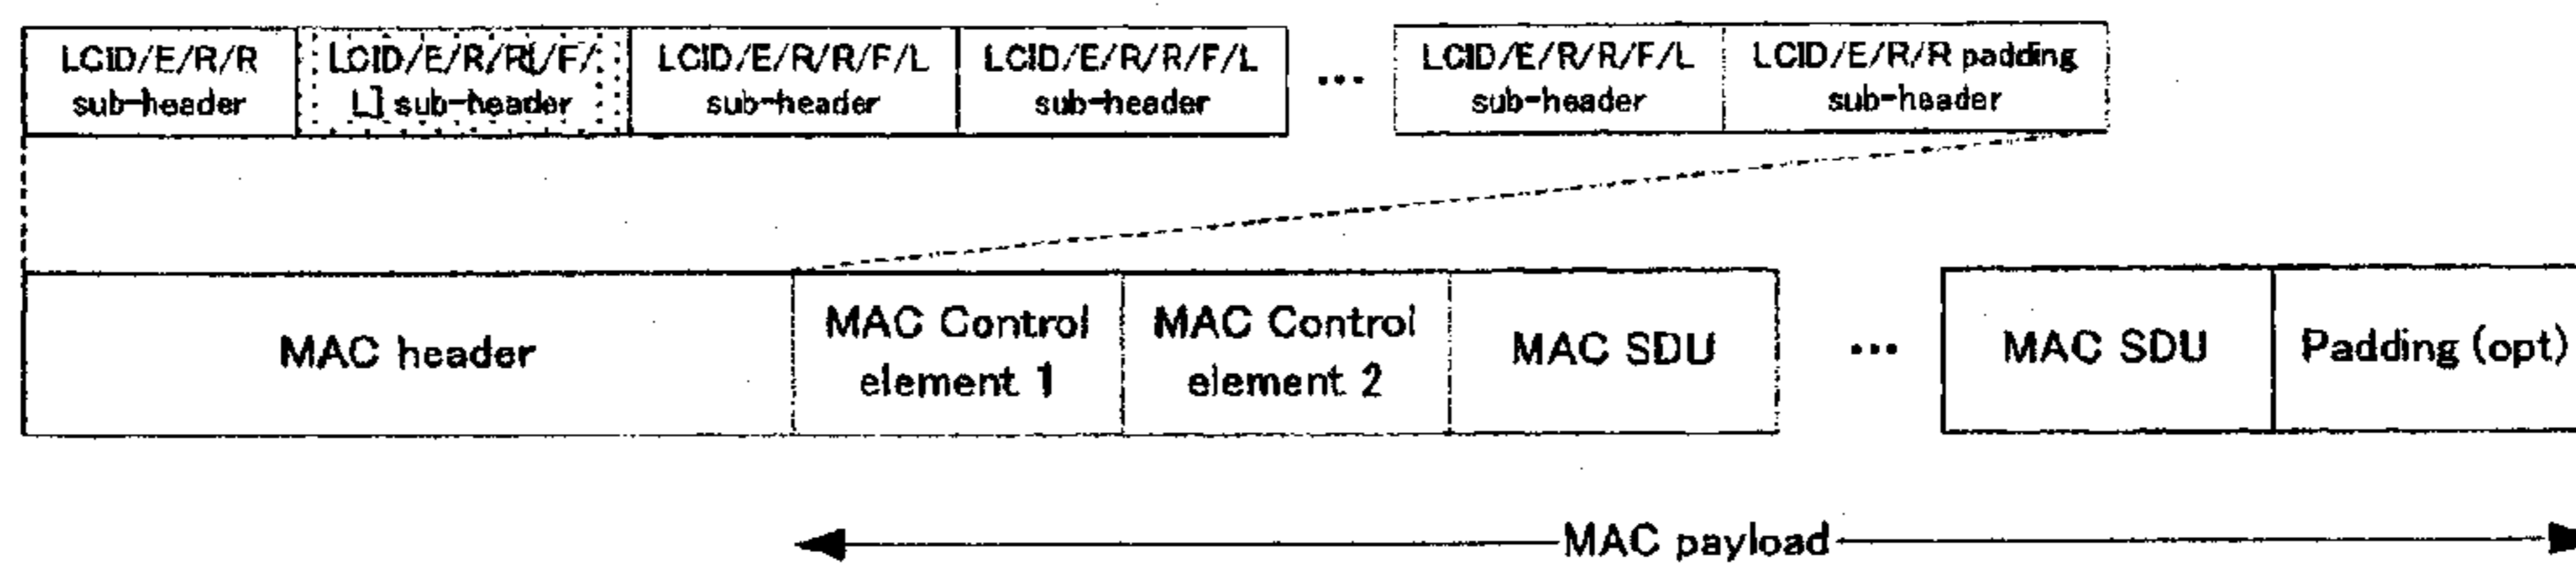 LCID/E/R/R
sub-header
LCID/E/R/R[/F/
L] sub-header
LCID/E/R/R/F/L
sub-header
LCID/E/R/R/F/L
sub-header
...
LCID/E/R/R/F/L
sub-header
LCID/E/R/R padding
sub-header
MAC header
MAC Control
element 1
MAC Control
element 2
MAC SDU
...
MAC SDU
Padding (opt)
MAC payload